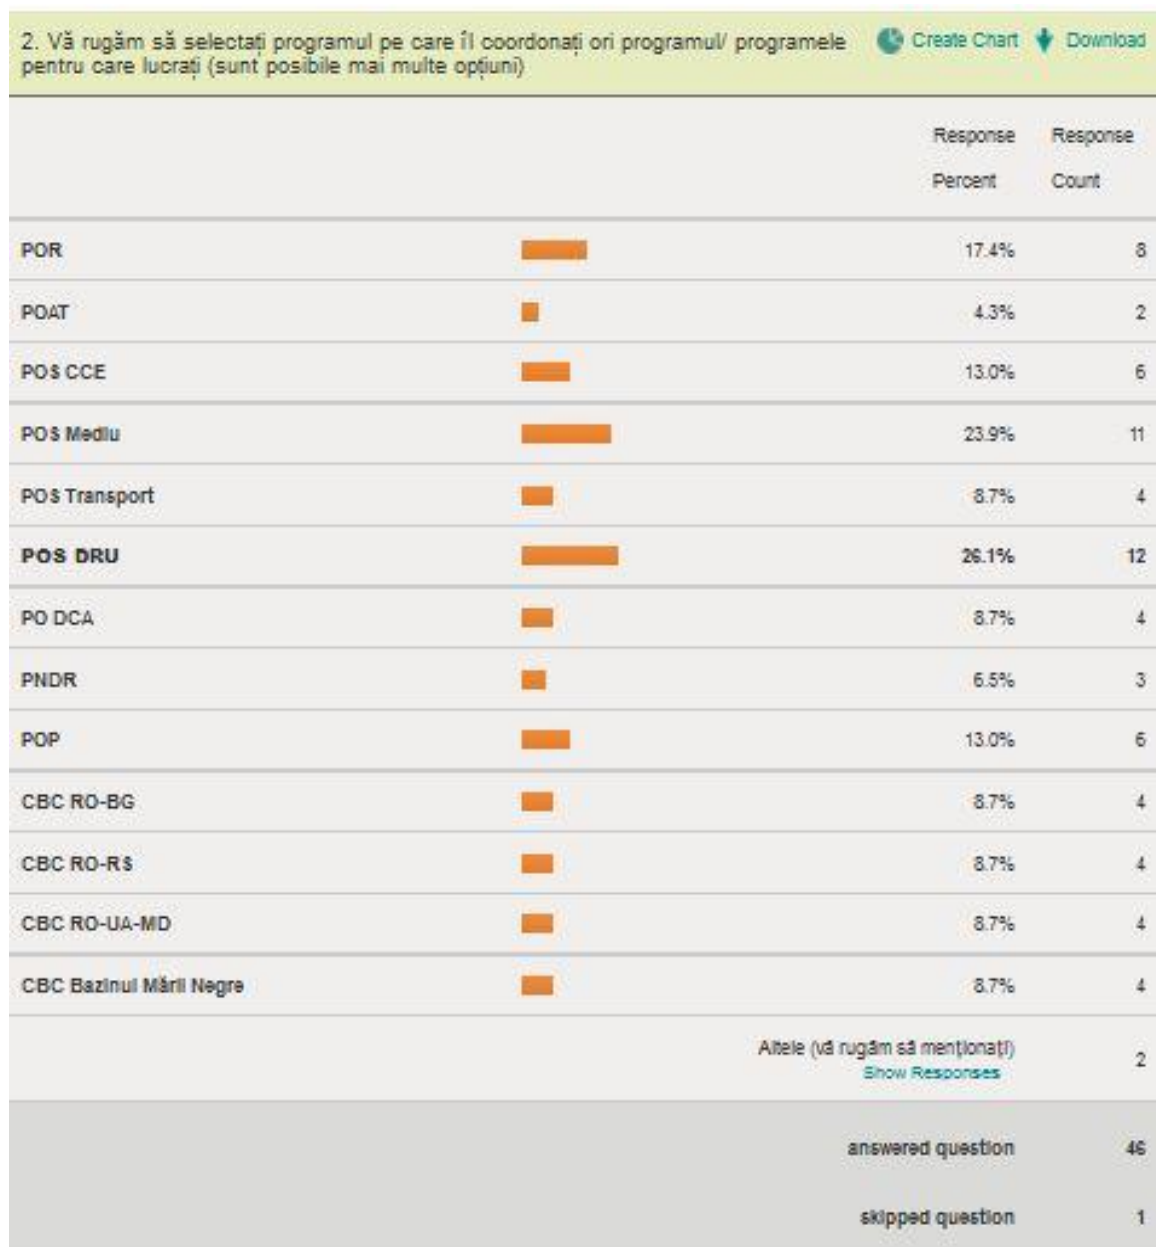 2. Vă rugăm să selectați programul pe care îl coordonați ori programul/ programele
pentru care lucrați (sunt posibile mai multe opțiuni)
Create Chart Download
Response Response
Percent Count
POR 17.4% 8
POAT 4.3% 2
POS CCE 13.0% 6
POS Mediu 23.9% 11
POS Transport 8.7% 4
POS DRU 26.1% 12
PO DCA 8.7% 4
PNDR 6.5% 3
POP 13.0% 6
CBC RO-BG 8.7% 4
CBC RO-RS 8.7% 4
CBC RO-UA-MD 8.7% 4
CBC Bazinul Mării Negre 8.7% 4
Altele (vă rugăm să menționați) 2
Show Responses
answered question 46
skipped question 1